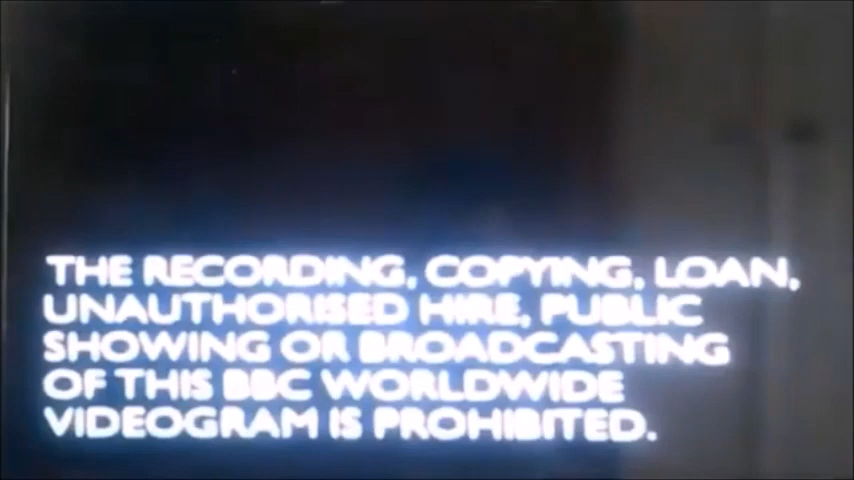 THE RECORDING, COPYING, LOAN,
UNAUTHORISED HIRE, PUBLIC
SHOWING OR BROADCASTING
OF THIS BBC WORLDWIDE
VIDEOGRAM IS PROHIBITED.